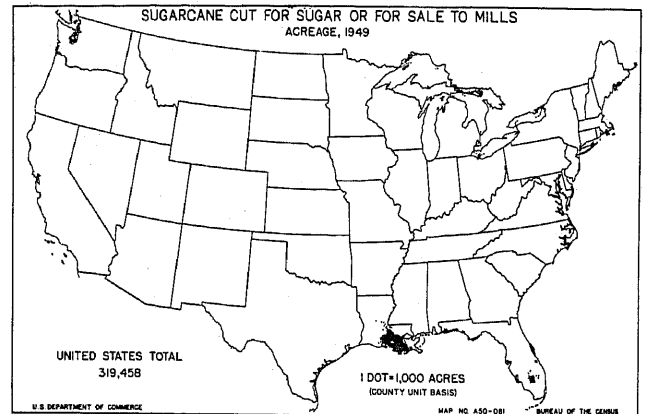 SUGARCANE CUT FOR SUGAR OR FOR SALE TO MILLS
ACREAGE, 1949
UNITED STATES TOTAL
319,458
1 DOT=1,000 ACRES
(COUNTY UNIT BASIS)
U.S. DEPARTMENT OF COMMERCE
MAP NO. A50-081
BUREAU OF THE CENSUS